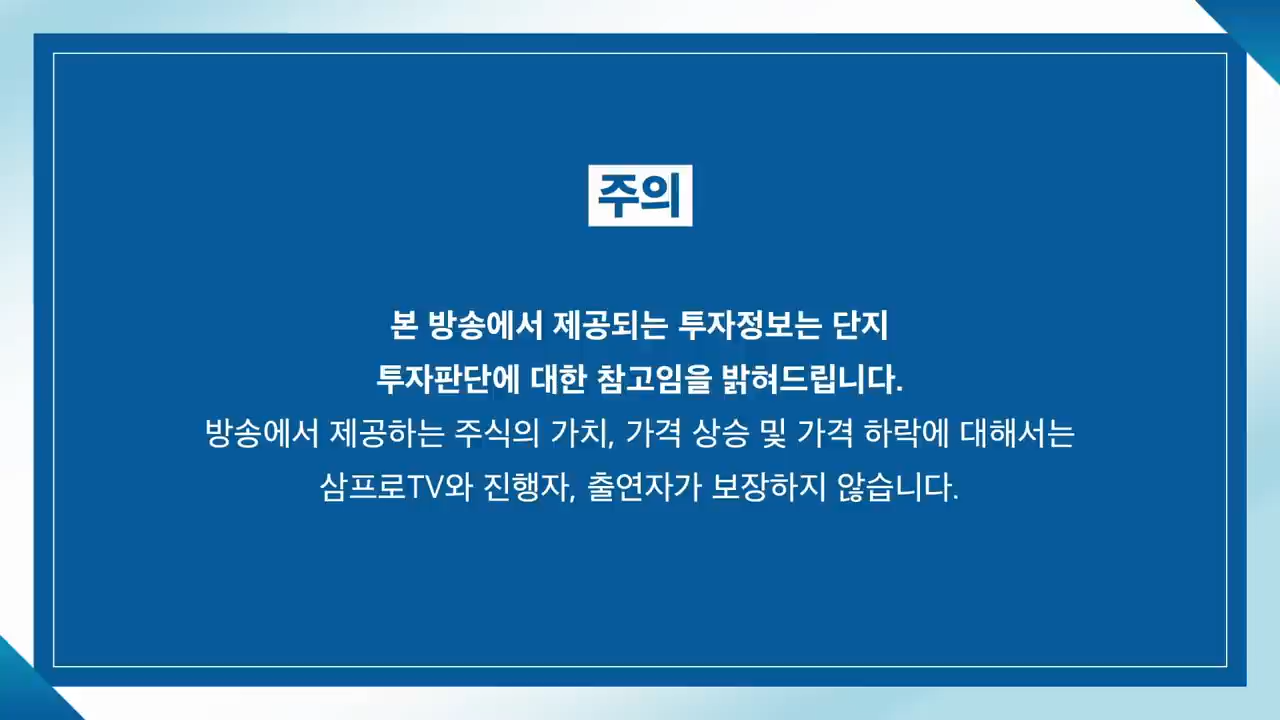 주의
본 방송에서 제공되는 투자정보는 단지
투자판단에 대한 참고임을 밝혀드립니다.
방송에서 제공하는 주식의 가치, 가격 상승 및 가격 하락에 대해서는
삼프로TV와 진행자, 출연자가 보장하지 않습니다.